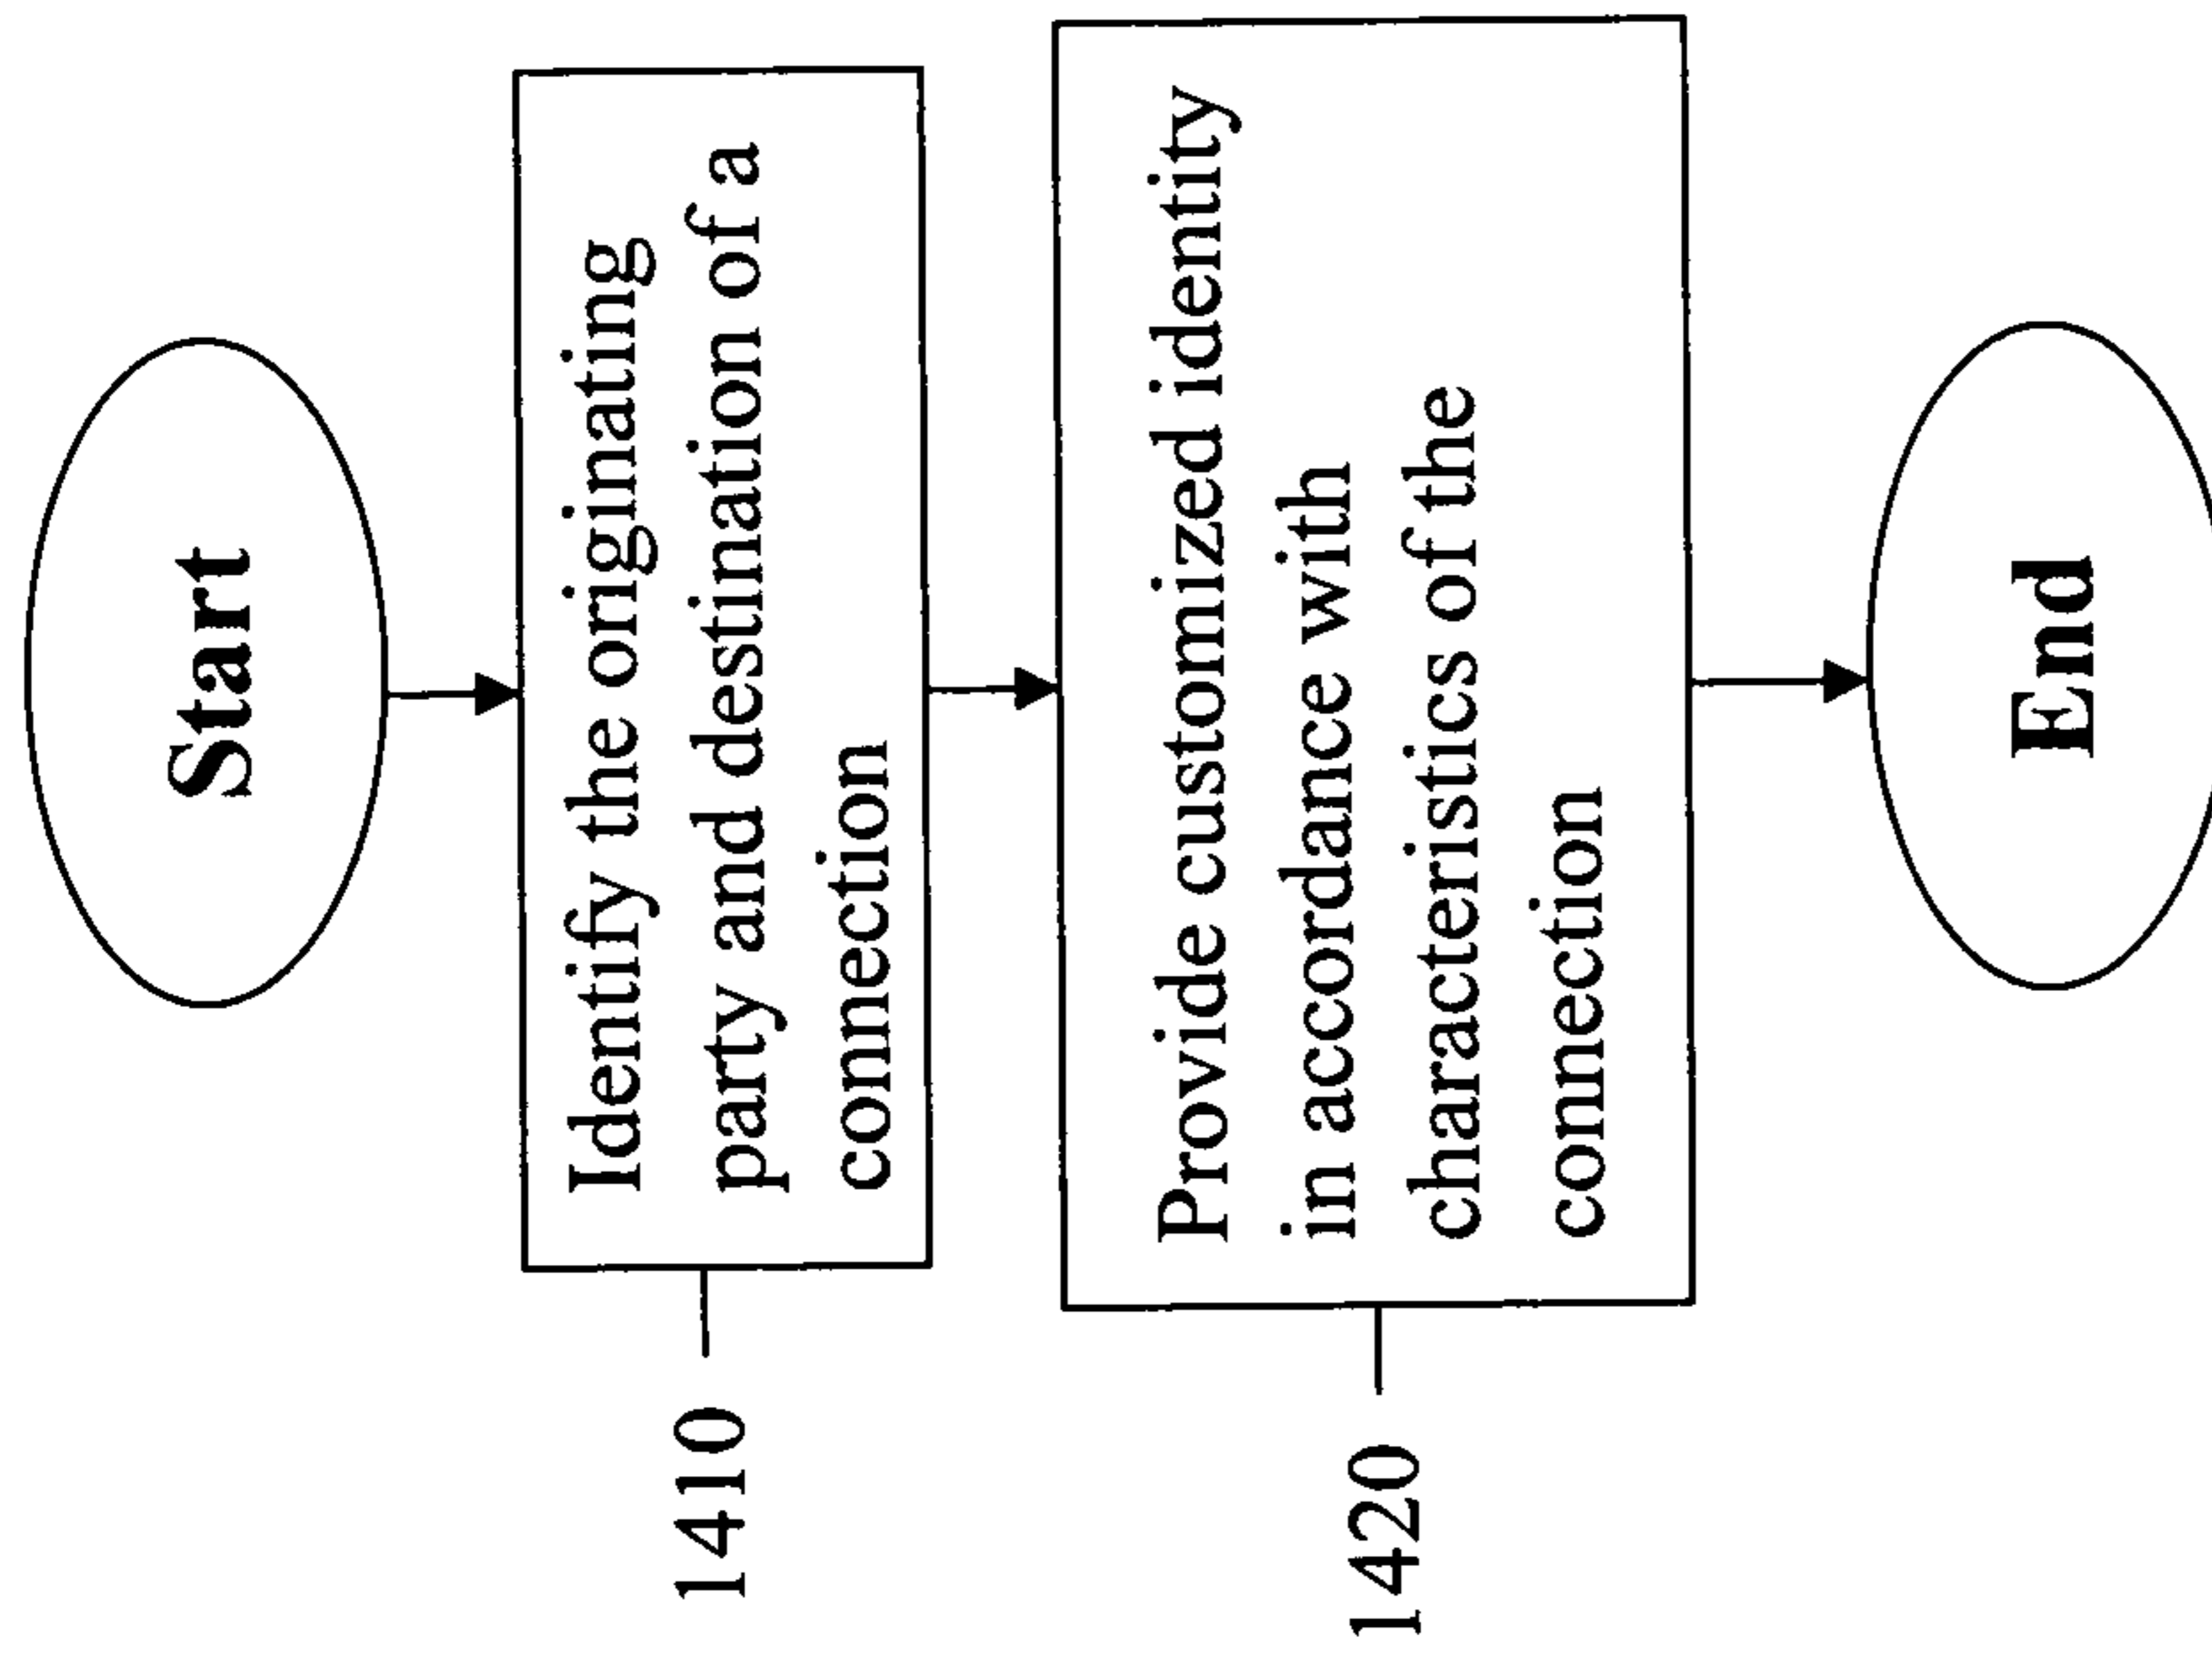 Start
1410
Identify the originating
party and destination of a
connection
1420
Provide customized identity
in accordance with
characteristics of the
connection
End